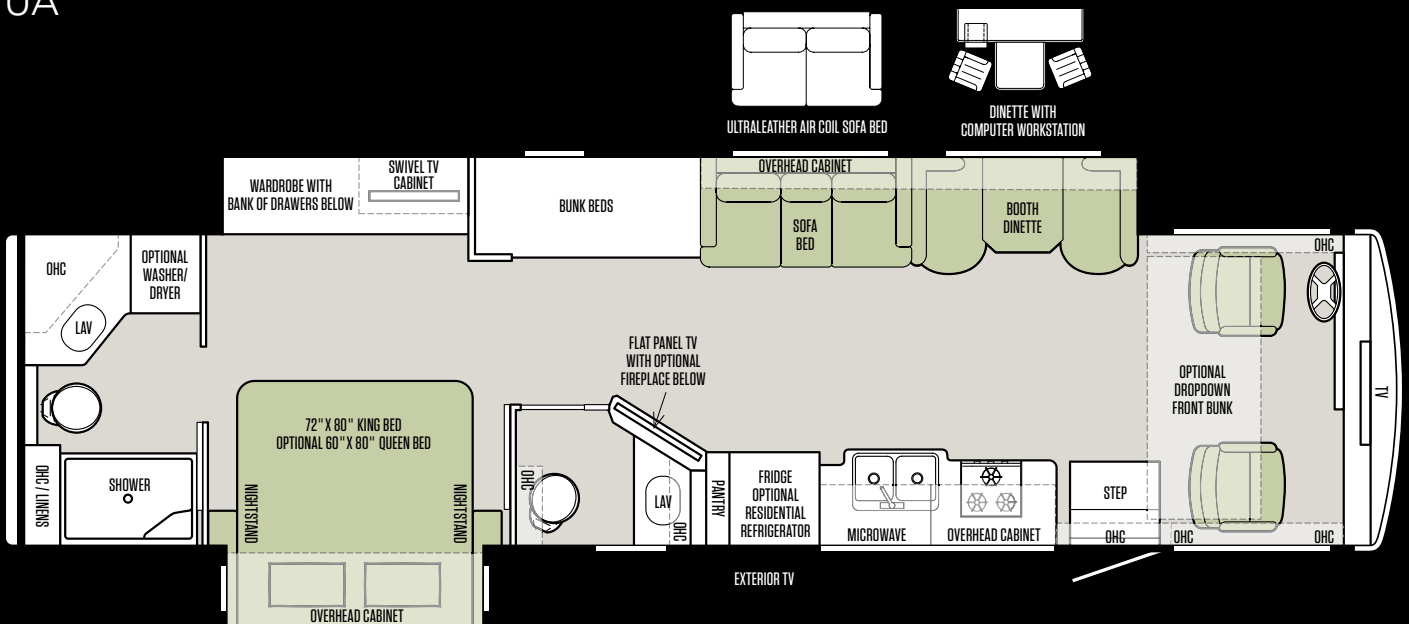 0A
ULTRALEATHER AIR COIL SOFA BED
DINETTE WITH
COMPUTER WORKSTATION
WARDROBE WITH
BANK OF DRAWERS BELOW
SWIVEL TV
CABINET
BUNK BEDS
OVERHEAD CABINET
SOFA
BED
BOOTH
DINETTE
OHC
OHC
LAV
OPTIONAL
WASHER/
DRYER
FLAT PANEL TV
WITH OPTIONAL
FIREPLACE BELOW
OPTIONAL
DROPDOWN
FRONT BUNK
TV
72" X 80" KING BED
OPTIONAL 60" X 80" QUEEN BED
NIGHTSTAND
NIGHTSTAND
OVERHEAD CABINET
OHC / LINENS
SHOWER
OHC
LAV
OHC
PANTRY
FRIDGE
OPTIONAL
RESIDENTIAL
REFRIGERATOR
MICROWAVE
OVERHEAD CABINET
STEP
OHC
OHC
OHC
EXTERIOR TV